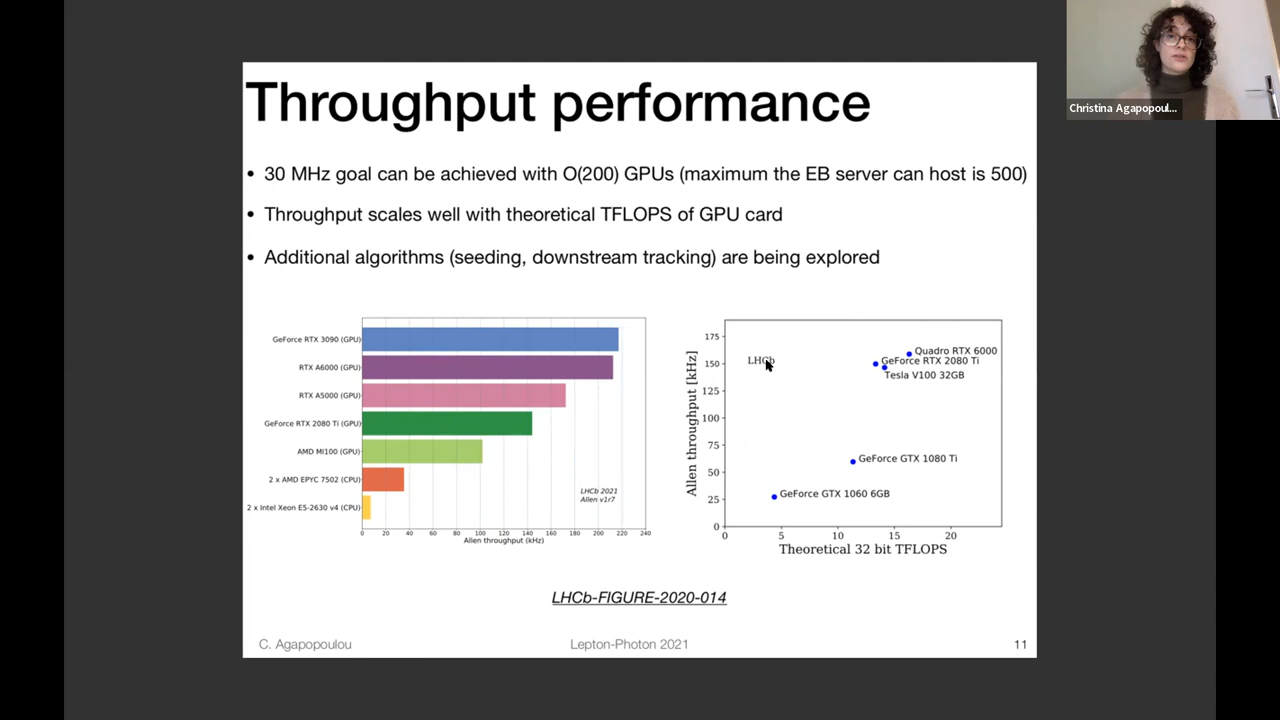 Christina Agapopoul...
Throughput performance
• 30 MHz goal can be achieved with O(200) GPUs (maximum the EB server can host is 500)
• Throughput scales well with theoretical TFLOPS of GPU card
• Additional algorithms (seeding, downstream tracking) are being explored
GeForce RTX 3090 (GPU)
RTX A6000 (GPU)
RTX A5000 (GPU)
GeForce RTX 2080 Ti (GPU)
AMD MI100 (GPU)
2 x AMD EPYC 7502 (CPU)
2 x Intel Xeon E5-2630 v4 (CPU)
LHCb 2021
Allen v1r7
0 20 40 60 80 100 120 140 160 180 200 220 240
Allen throughput (kHz)
Allen throughput [kHz]
175
150
125
100
75
50
25
0
LHCb
Quadro RTX 6000
GeForce RTX 2080 Ti
Tesla V100 32GB
GeForce GTX 1080 Ti
GeForce GTX 1060 6GB
0 5 10 15 20
Theoretical 32 bit TFLOPS
LHCb-FIGURE-2020-014
C. Agapopoulou
Lepton-Photon 2021
11